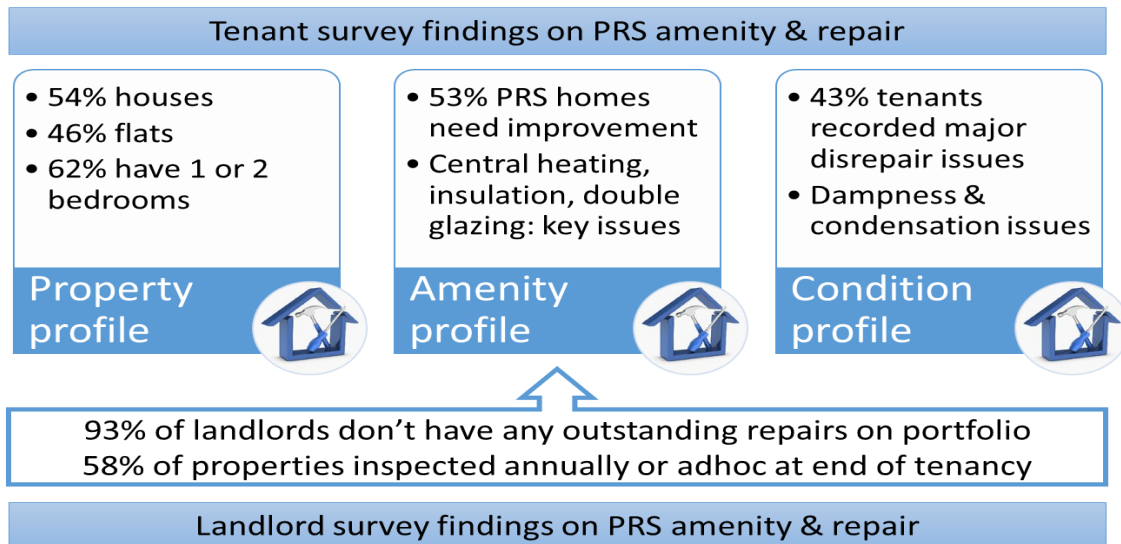 Tenant survey findings on PRS amenity & repair
• 54% houses
• 46% flats
• 62% have 1 or 2
bedrooms
Property
profile
• 53% PRS homes
need improvement
• Central heating,
insulation, double
glazing: key issues
Amenity
profile
• 43% tenants
recorded major
disrepair issues
• Dampness &
condensation issues
Condition
profile
93% of landlords don’t have any outstanding repairs on portfolio
58% of properties inspected annually or adhoc at end of tenancy
Landlord survey findings on PRS amenity & repair